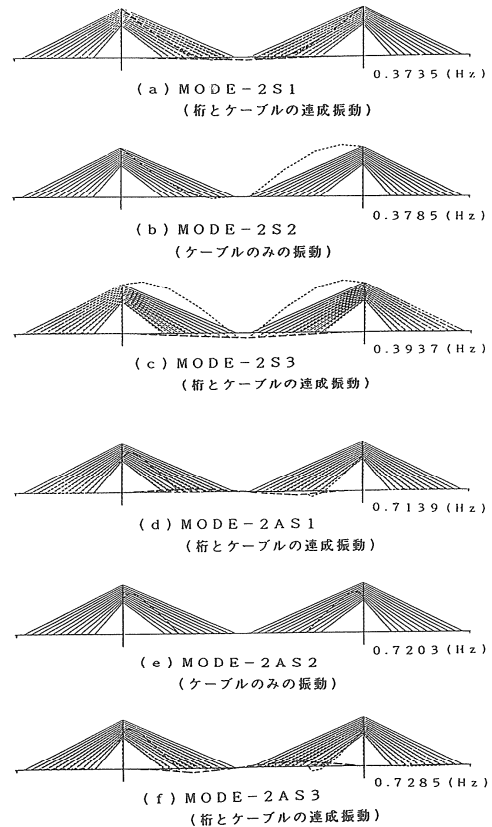 0.3735(Hz)
(a) MODE-2S1
(桁とケーブルの連成振動)
0.3785(Hz)
(b) MODE-2S2
(ケーブルのみの振動)
0.3937(Hz)
(c) MODE-2S3
(桁とケーブルの連成振動)
0.7139(Hz)
(d) MODE-2AS1
(桁とケーブルの連成振動)
0.7203(Hz)
(e) MODE-2AS2
(ケーブルのみの振動)
0.7285(Hz)
(f) MODE-2AS3
(桁とケーブルの連成振動)